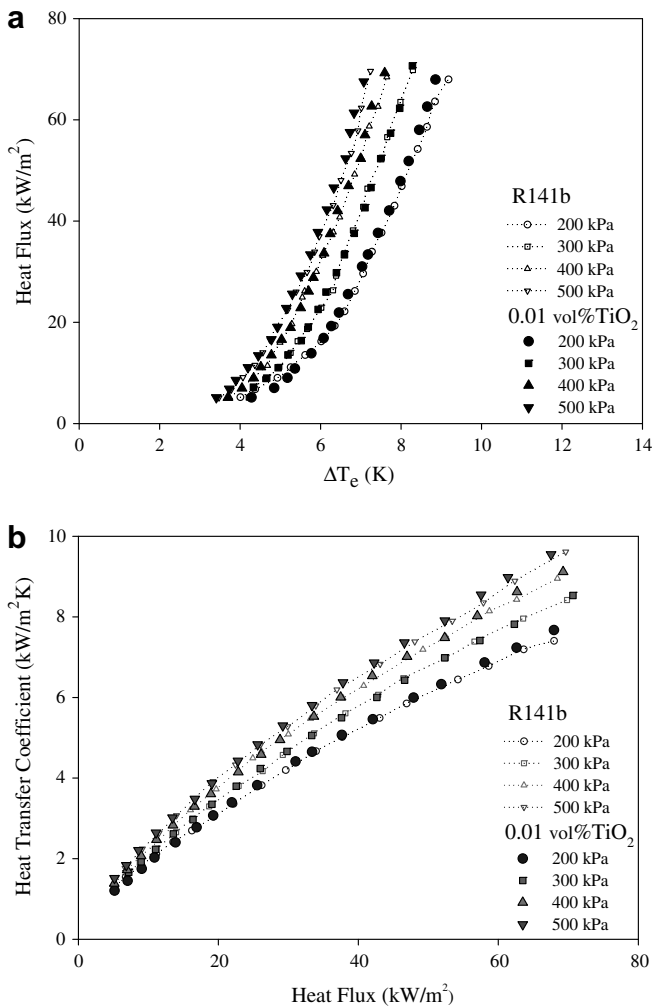 a
80
60
40
20
0
Heat Flux (kW/m²)
0 2 4 6 8 10 12 14
ΔTₑ (K)
R141b
200 kPa
300 kPa
400 kPa
500 kPa
0.01 vol%TiO₂
200 kPa
300 kPa
400 kPa
500 kPa
b
10
8
6
4
2
0
Heat Transfer Coefficient (kW/m²K)
0 20 40 60 80
Heat Flux (kW/m²)
R141b
200 kPa
300 kPa
400 kPa
500 kPa
0.01 vol%TiO₂
200 kPa
300 kPa
400 kPa
500 kPa